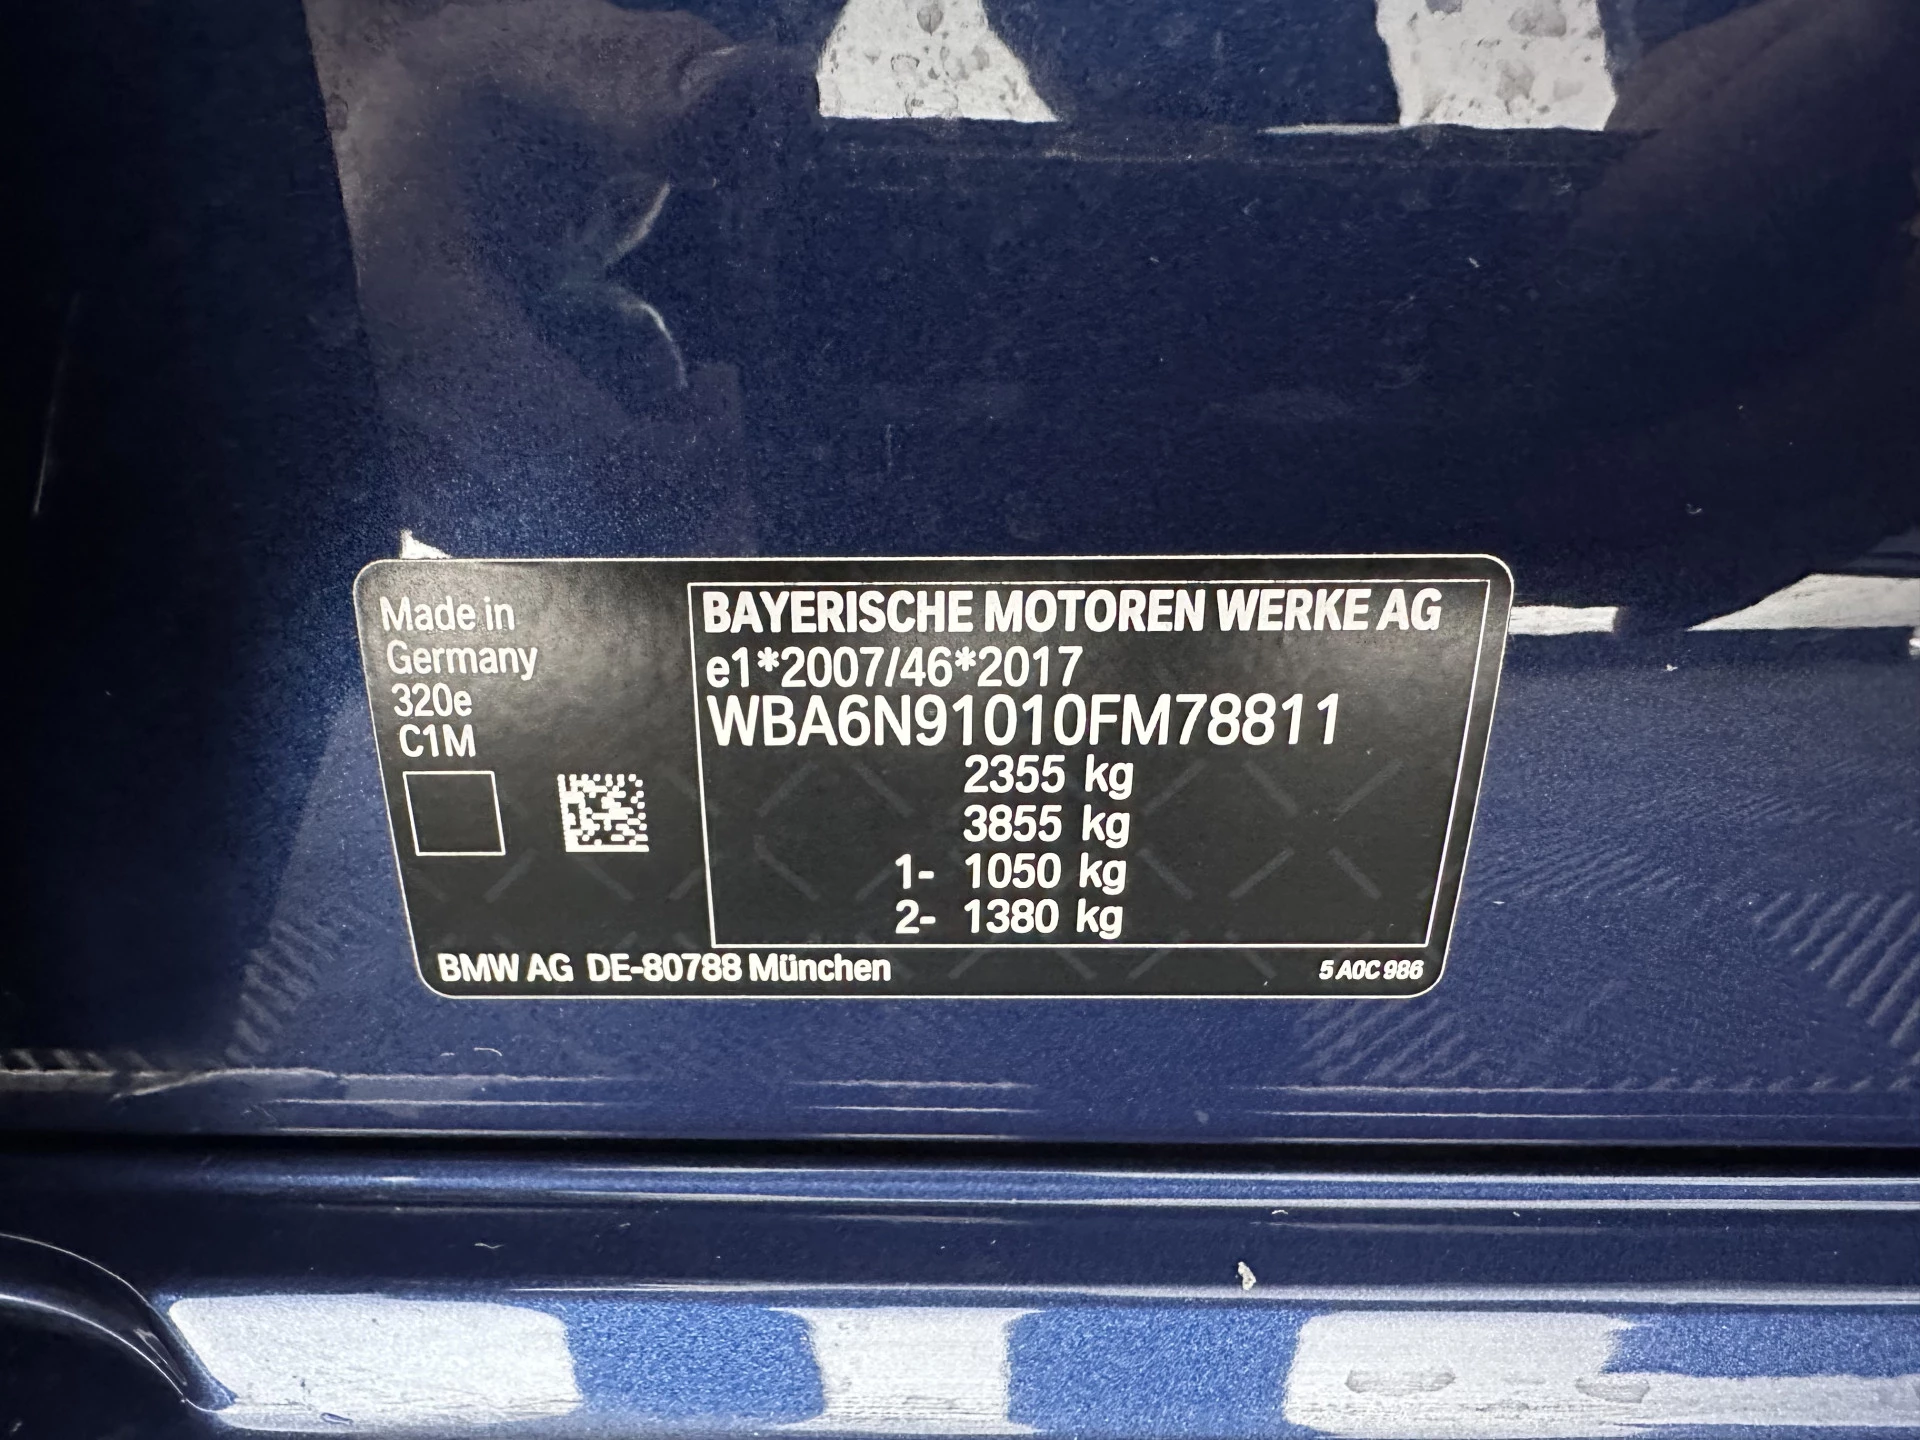 Made in
Germany
320e
C1M
BAYERISCHE MOTOREN WERKE AG
e1*2007/46*2017
WBA6N91010FM78811
2355 kg
3855 kg
1- 1050 kg
2- 1380 kg
BMW AG DE-80788 München
5 A0C 986